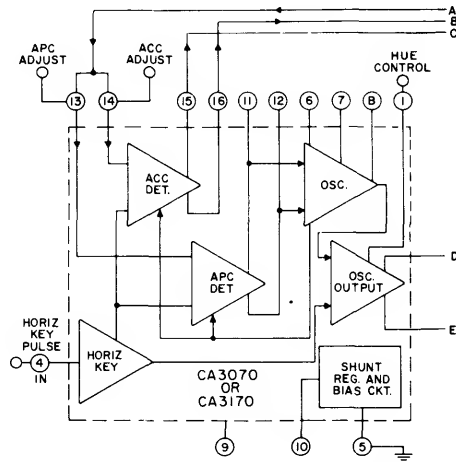 A
B
C
APC
ADJUST
ACC
ADJUST
HUE
CONTROL
13
14
15
16
11
12
6
7
8
1
ACC
DET.
OSC.
APC
DET
OSC.
OUTPUT
D
E
HORIZ
KEY
PULSE
4
IN
HORIZ
KEY
CA3070
OR
CA3170
SHUNT
REG. AND
BIAS CKT.
9
10
5